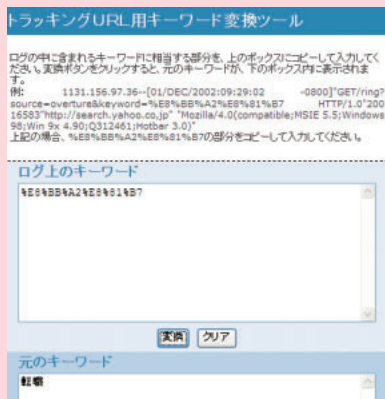 トラッキングURL用キーワード変換ツール
ログの中に含まれるキーワードに相当する部分を、上のボックスにコピーして入力してく
ださい。変換ボタンをクリックすると、元のキーワードが、下のボックス内に表示されま
す。
例: 1131.156.97.36--[01/DEC/2002:09:29:02 -0800]"GET/ring?
source=overture&keyword=%E8%BB%A2%E8%81%B7 HTTP/1.0"200
16583"http://search.yahoo.co.jp" "Mozilla/4.0(compatible;MSIE 5.5;Windows
98;Win 9x 4.90;Q312461;Hotbar 3.0)"
上記の場合、%E8%BB%A2%E8%81%B7の部分をコピーして入力してください。
ログ上のキーワード
%E8%BB%A2%E8%81%B7
変換 クリア
元のキーワード
転職